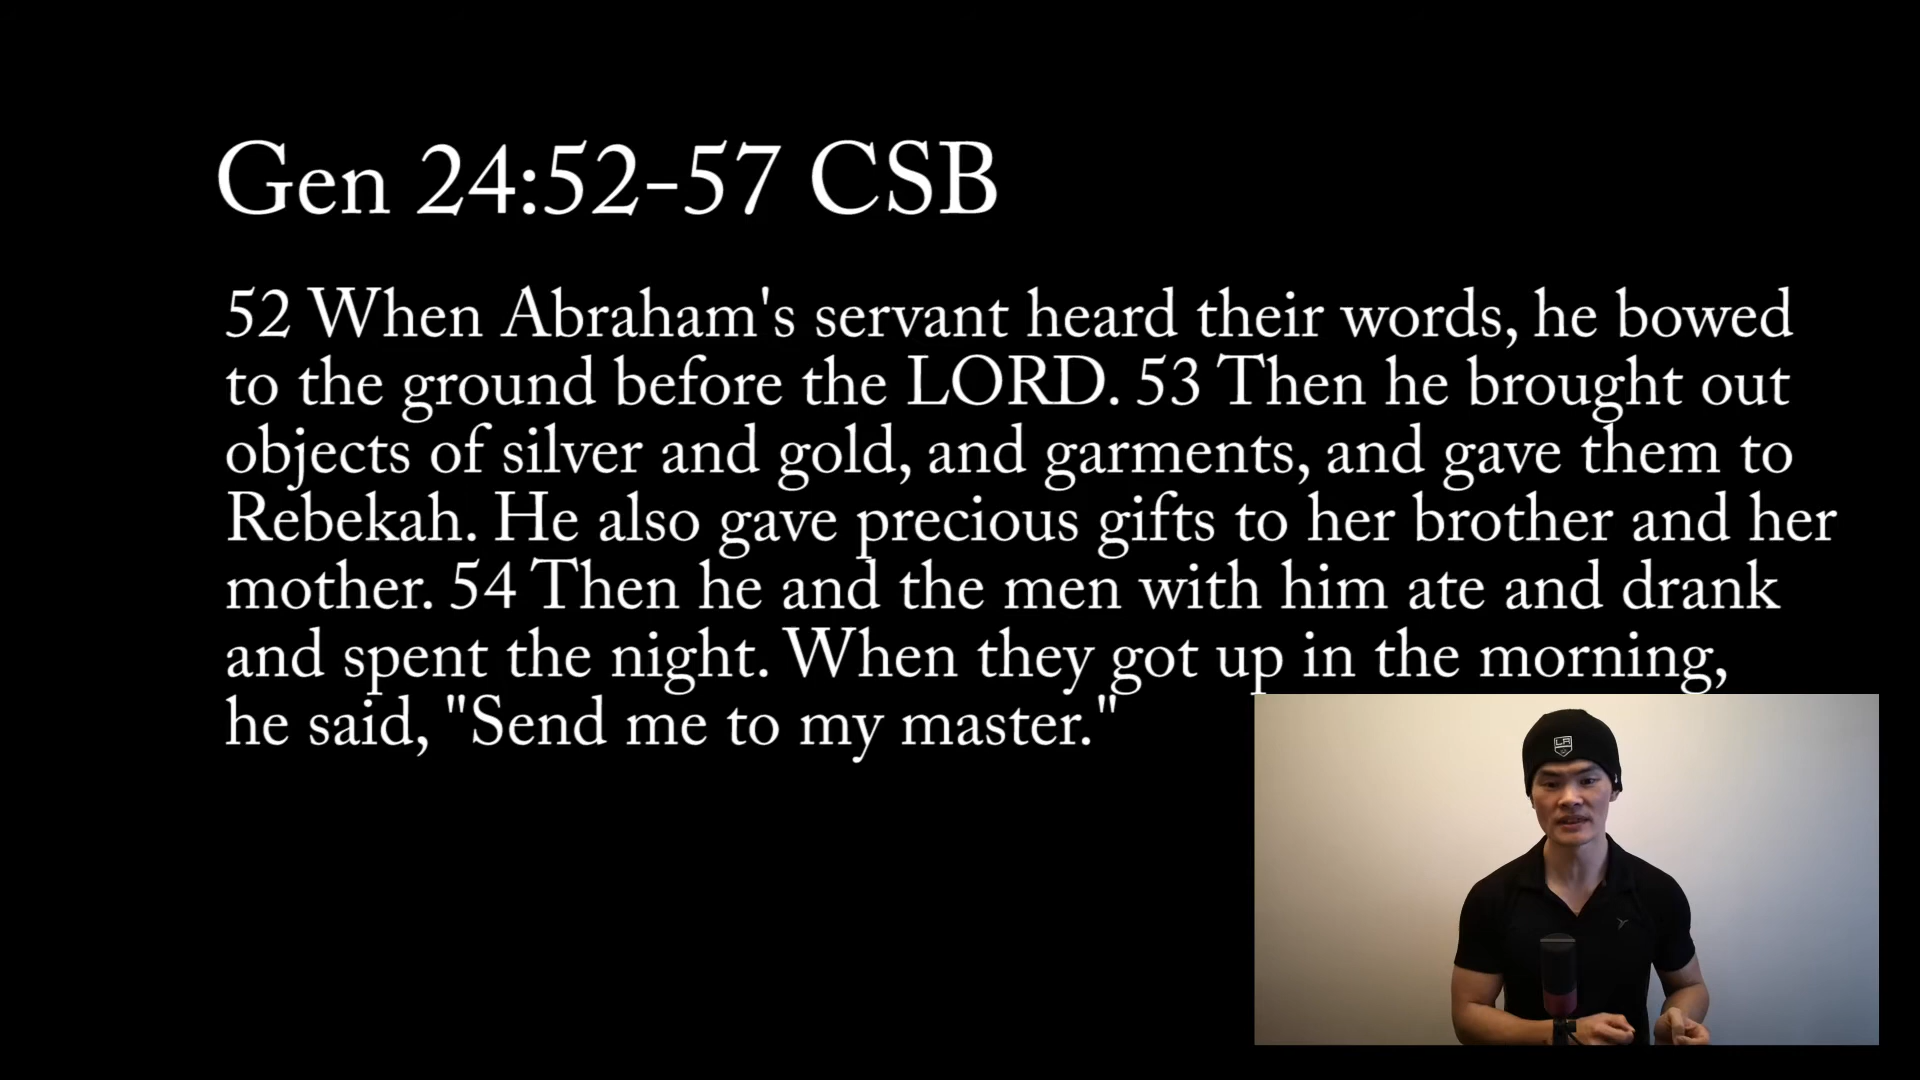 Gen 24:52-57 CSB
52 When Abraham's servant heard their words, he bowed
to the ground before the LORD. 53 Then he brought out
objects of silver and gold, and garments, and gave them to
Rebekah. He also gave precious gifts to her brother and her
mother. 54 Then he and the men with him ate and drank
and spent the night. When they got up in the morning,
he said, "Send me to my master."
LA